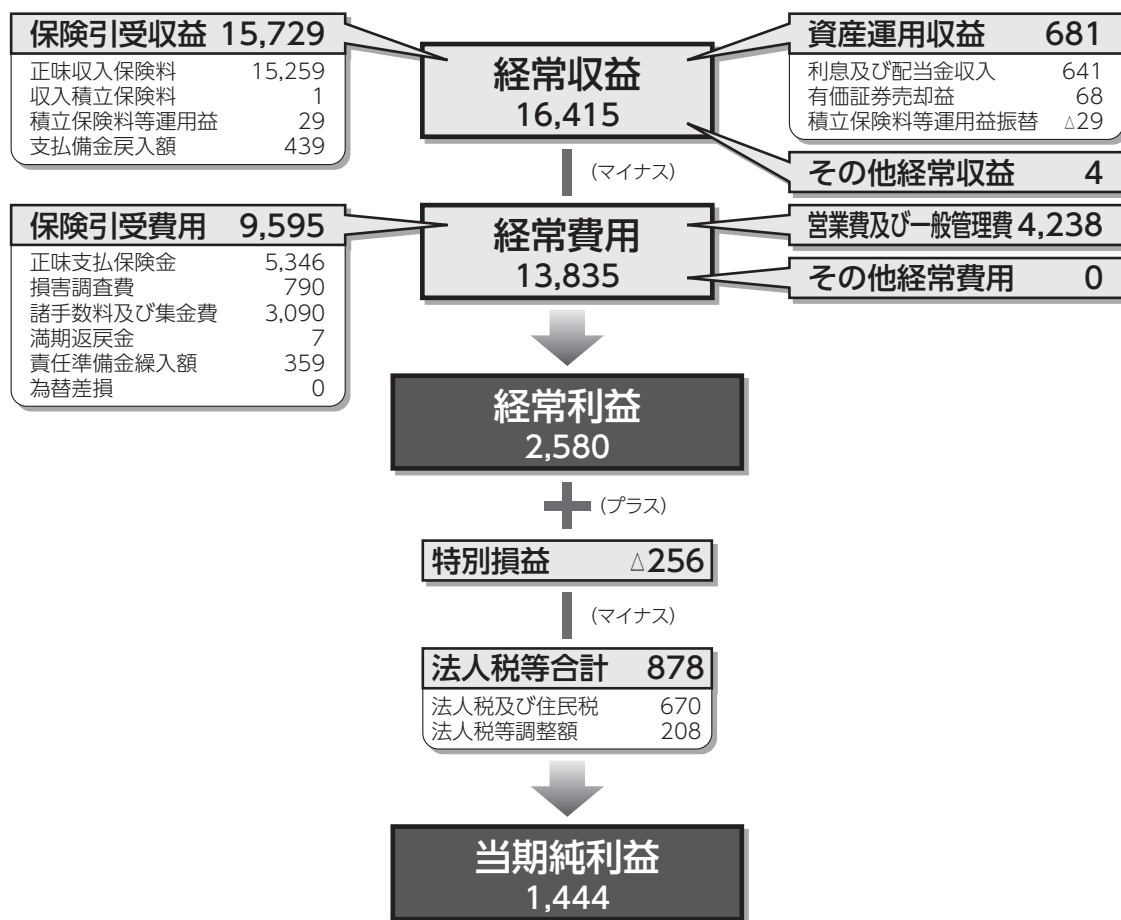 保険引受収益 15,729
正味収入保険料 15,259
収入積立保険料 1
積立保険料等運用益 29
支払備金戻入額 439
経常収益
16,415
資産運用収益 681
利息及び配当金収入 641
有価証券売却益 68
積立保険料等運用益振替 △29
その他経常収益 4
(マイナス)
保険引受費用 9,595
正味支払保険金 5,346
損害調査費 790
諸手数料及び集金費 3,090
満期返戻金 7
責任準備金繰入額 359
為替差損 0
経常費用
13,835
営業費及び一般管理費 4,238
その他経常費用 0
経常利益
2,580
(プラス)
特別損益 △256
(マイナス)
法人税等合計 878
法人税及び住民税 670
法人税等調整額 208
当期純利益
1,444